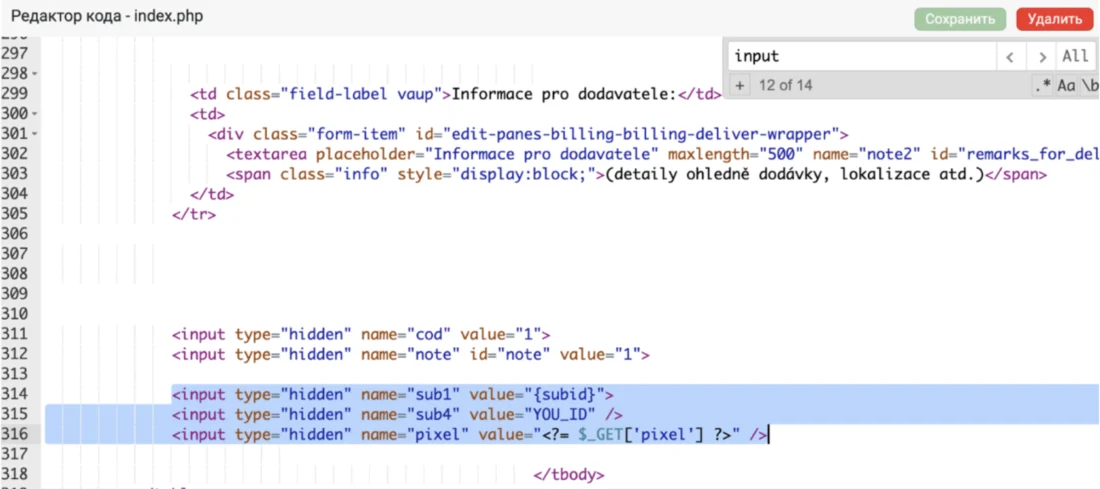 Редактор кода - index.php
Сохранить
Удалить
input
All
+ 12 of 14
.* Aa \b
297
298
299 <td class="field-label vaup">Informace pro dodavatele:</td>
300 <td>
301 <div class="form-item" id="edit-panes-billing-billing-deliver-wrapper">
302 <textarea placeholder="Informace pro dodavatele" maxlength="500" name="note2" id="remarks_for_del
303 <span class="info" style="display:block;">(detaily ohledně dodávky, lokalizace atd.)</span>
304 </td>
305 </tr>
306
307
308
309
310
311 <input type="hidden" name="cod" value="1">
312 <input type="hidden" name="note" id="note" value="1">
313
314 <input type="hidden" name="sub1" value="{subid}">
315 <input type="hidden" name="sub4" value="YOU_ID" />
316 <input type="hidden" name="pixel" value="<?= $_GET['pixel'] ?>" />
317
318 </tbody>